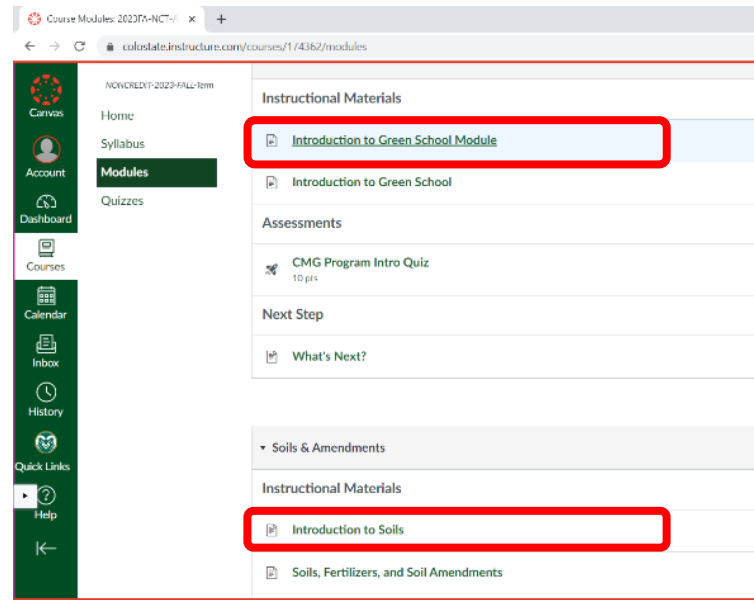 Course Modules: 2023FA-NCT-
colostate.instructure.com/courses/174362/modules
Canvas
Account
Dashboard
Courses
Calendar
Inbox
History
Quick Links
Help
NONCREDIT-2023-FALL-Term
Home
Syllabus
Modules
Quizzes
Instructional Materials
Introduction to Green School Module
Introduction to Green School
Assessments
CMG Program Intro Quiz
10 pts
Next Step
What's Next?
Soils & Amendments
Instructional Materials
Introduction to Soils
Soils, Fertilizers, and Soil Amendments